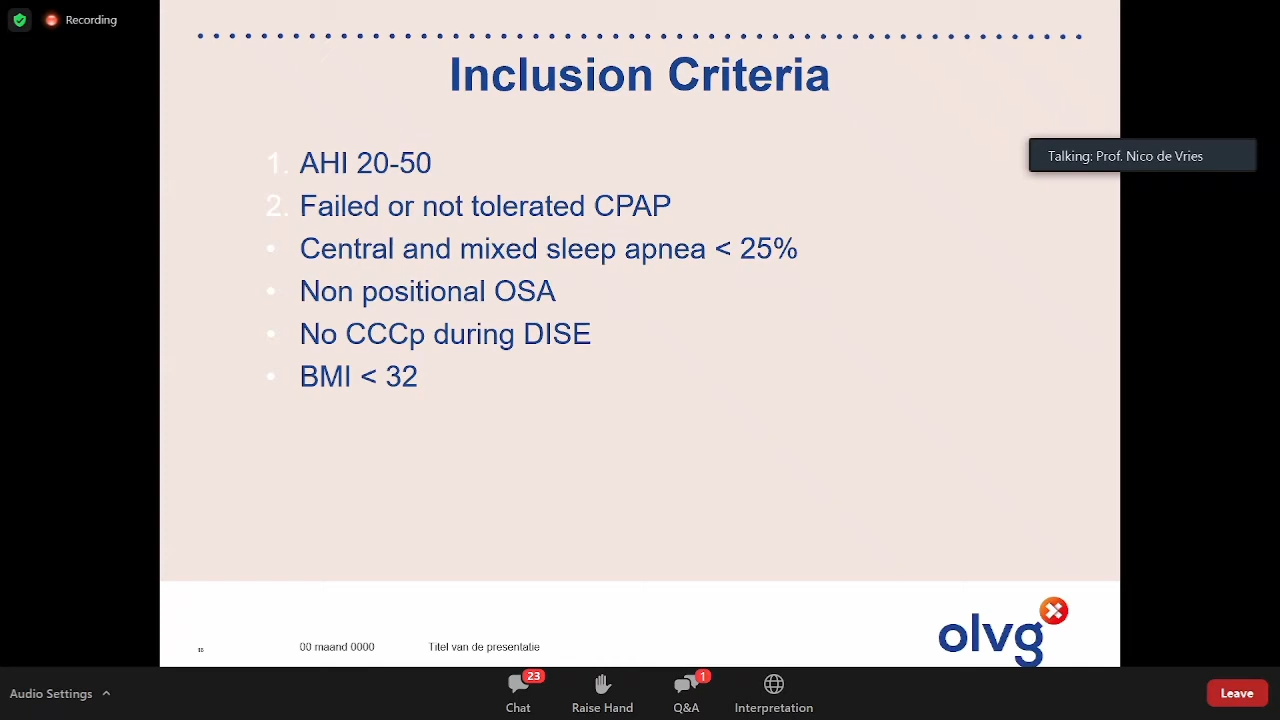 Recording
Inclusion Criteria
1. AHI 20-50
Talking: Prof. Nico de Vries
2. Failed or not tolerated CPAP
• Central and mixed sleep apnea < 25%
• Non positional OSA
• No CCCp during DISE
• BMI < 32
olvg
00 maand 0000 Titel van de presentatie
Audio Settings
23
Chat
Raise Hand
1
Q&A
Interpretation
Leave